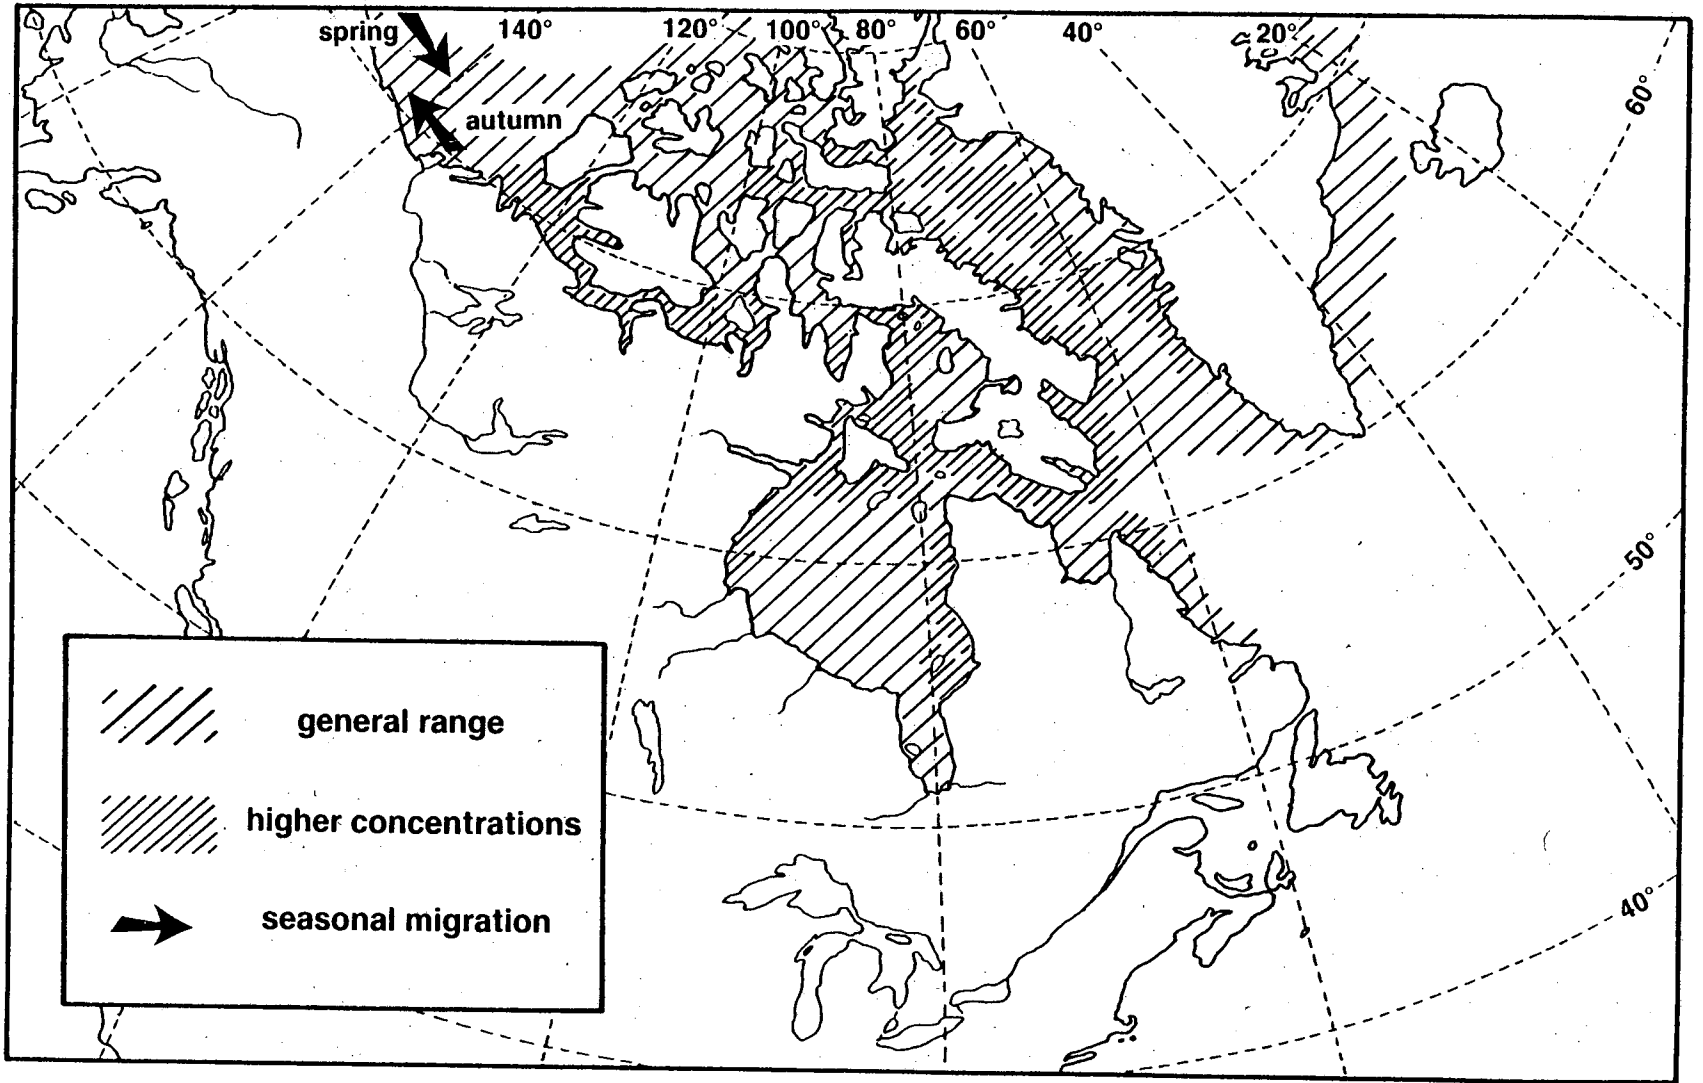 spring
140°
120°
100°
80°
60°
40°
20°
60°
autumn
50°
general range
higher concentrations
seasonal migration
40°